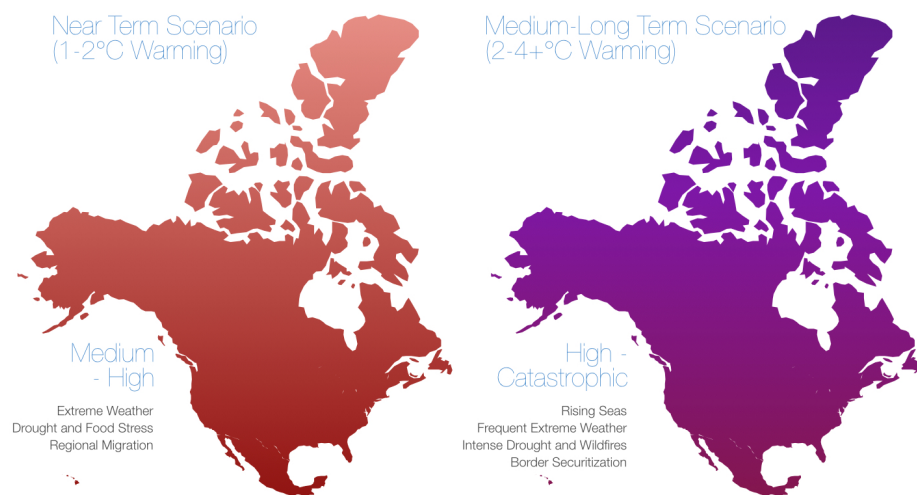 Near Term Scenario
(1-2°C Warming)
Medium
- High
Extreme Weather
Drought and Food Stress
Regional Migration
Medium-Long Term Scenario
(2-4+°C Warming)
High -
Catastrophic
Rising Seas
Frequent Extreme Weather
Intense Drought and Wildfires
Border Securitization